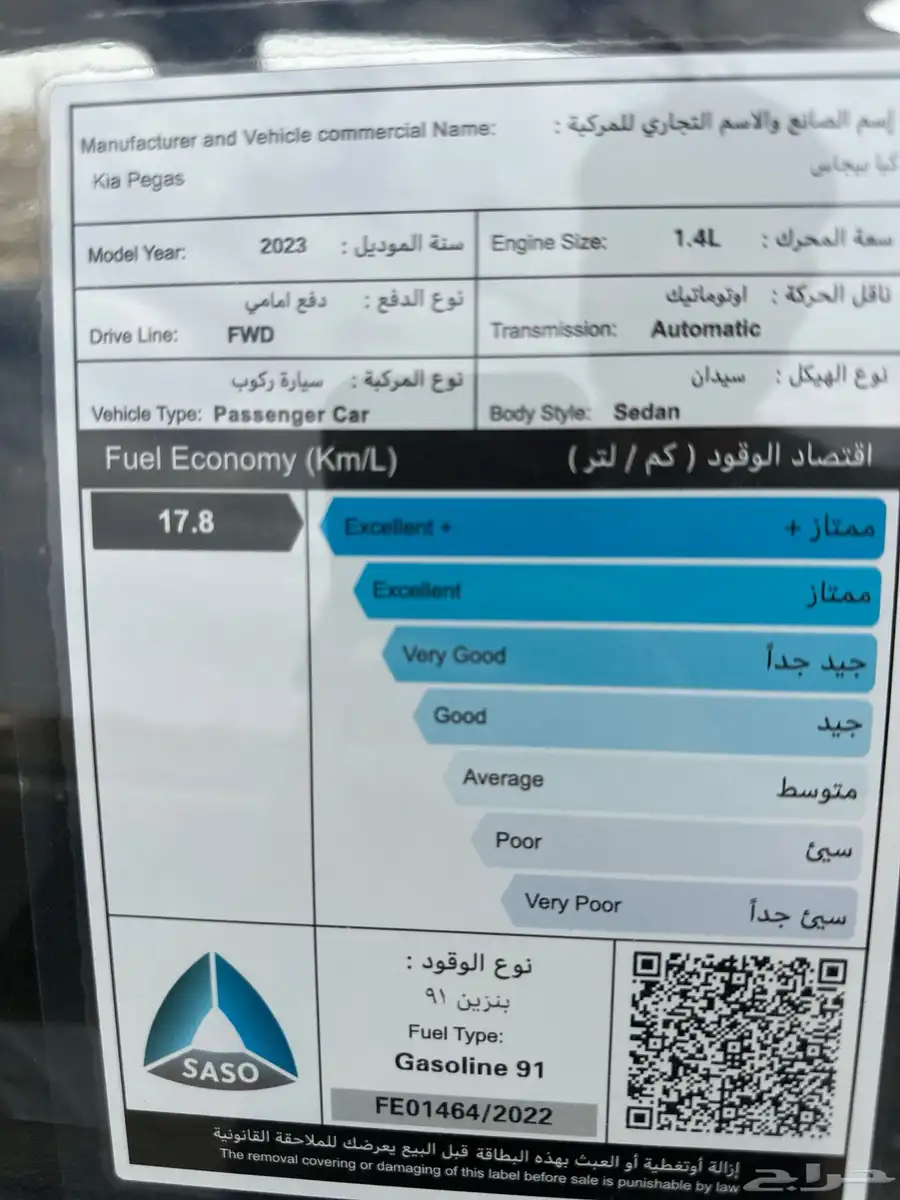 Manufacturer and Vehicle commercial Name: إسم الصانع والاسم التجاري للمركبة :
Kia Pegas كيا بيجاس
Model Year: 2023 سنة الموديل :
Engine Size: 1.4L سعة المحرك :
نوع الدفع : دفع امامي
Drive Line: FWD
ناقل الحركة : اوتوماتيك
Transmission: Automatic
نوع المركبة : سيارة ركوب
Vehicle Type: Passenger Car
نوع الهيكل : سيدان
Body Style: Sedan
Fuel Economy (Km/L) اقتصاد الوقود ( كم / لتر )
17.8
Excellent + ممتاز +
Excellent ممتاز
Very Good جيد جداً
Good جيد
Average متوسط
Poor سيئ
Very Poor سيئ جداً
SASO
نوع الوقود :
بنزين ٩١
Fuel Type:
Gasoline 91
FE01464/2022
إزالة أوتغطية أو العبث بهذه البطاقة قبل البيع يعرضك للملاحقة القانونية
The removal covering or damaging of this label before sale is punishable by law
حراج